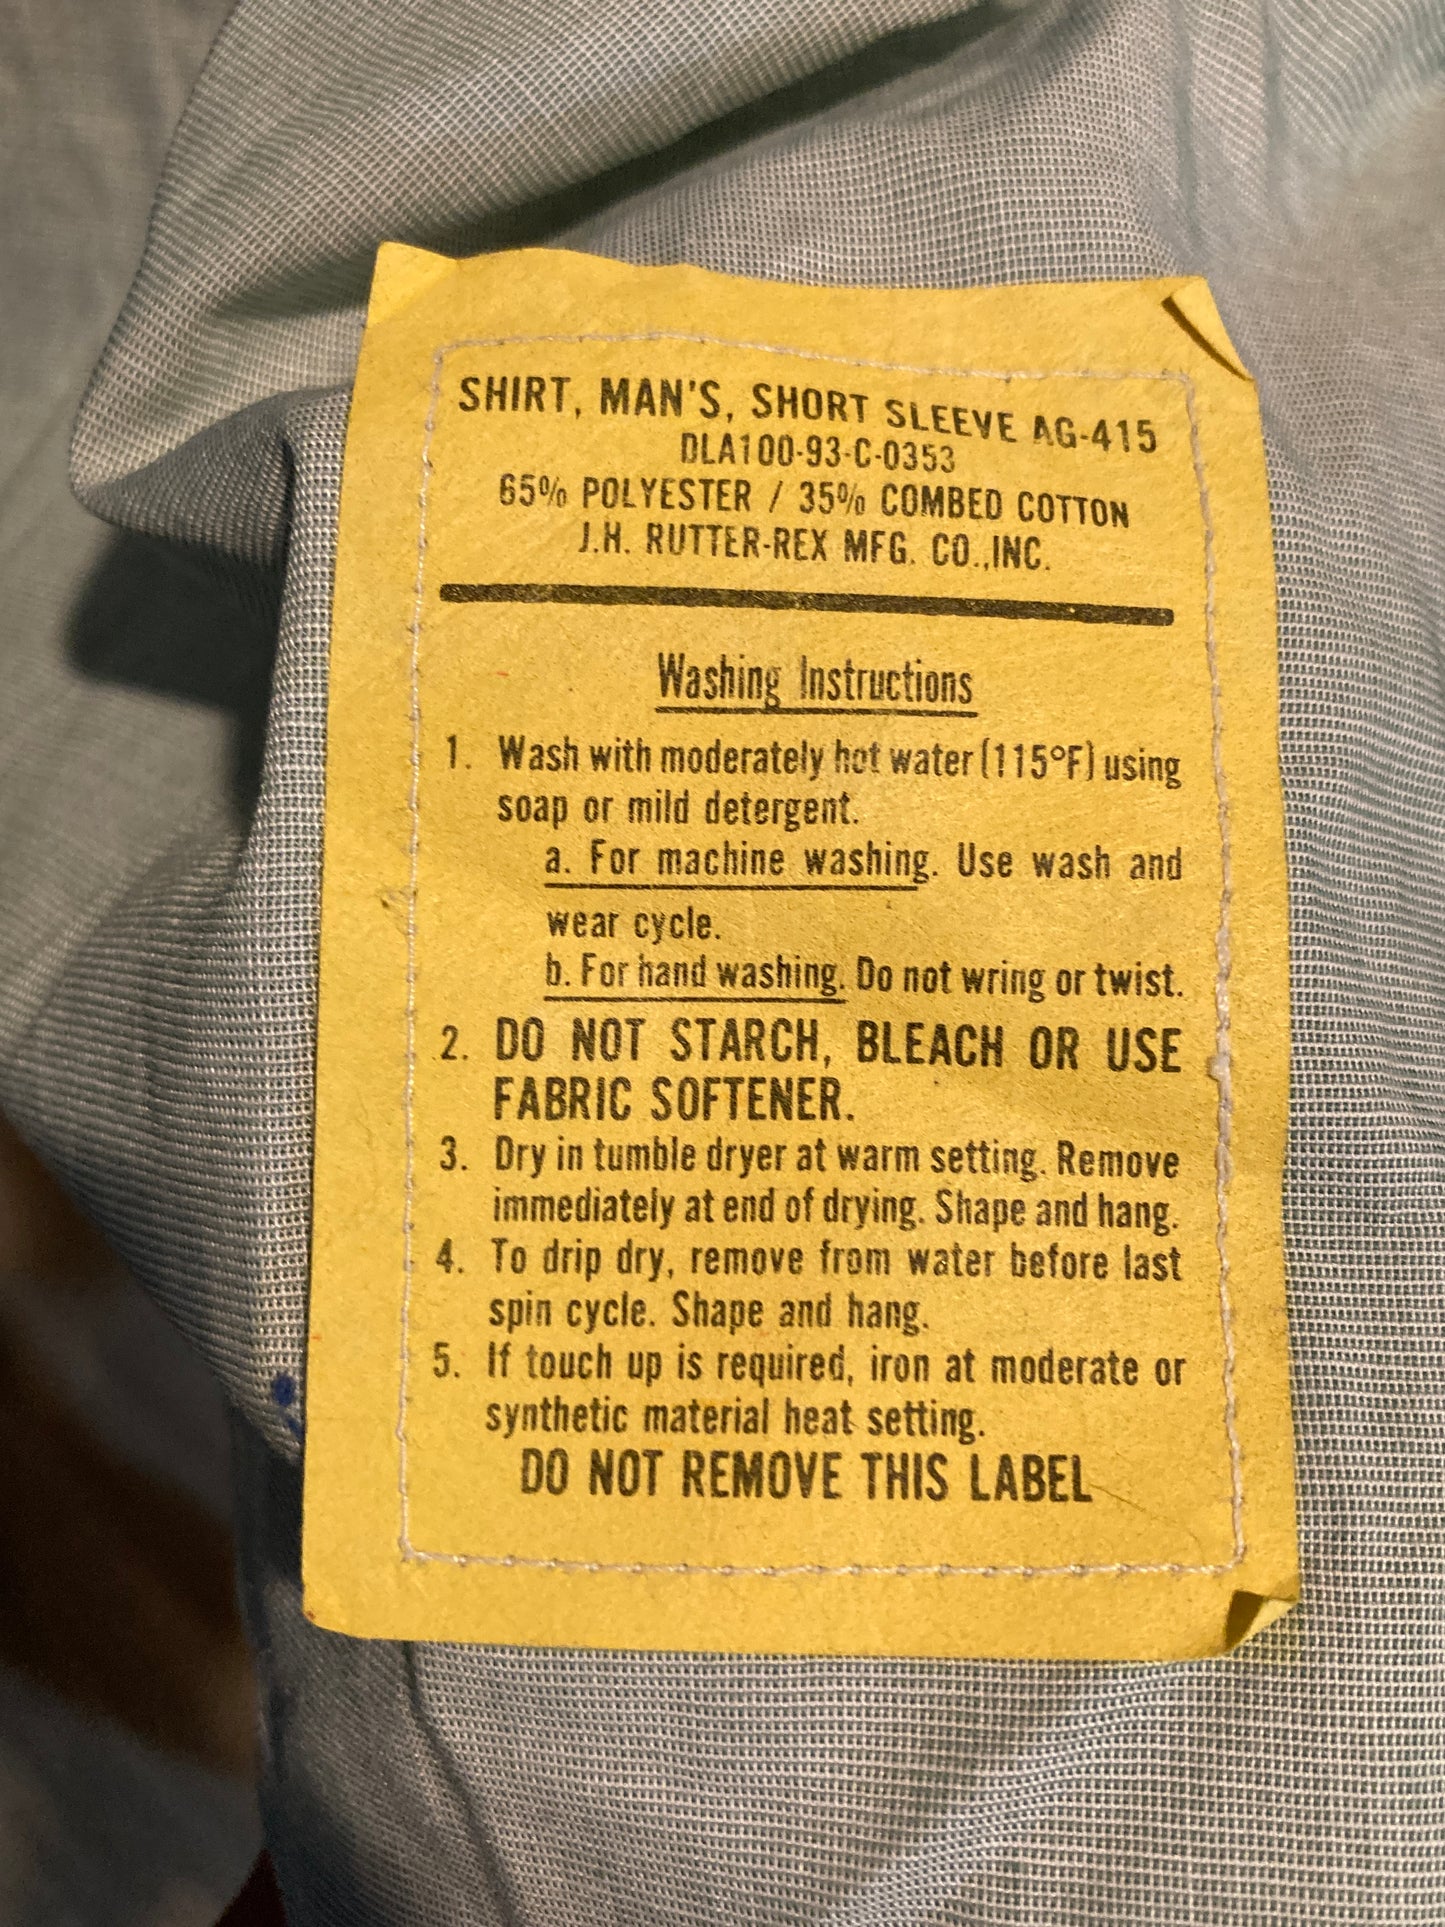 SHIRT, MAN'S, SHORT SLEEVE AG-415
DLA100-93-C-0353
65% POLYESTER / 35% COMBED COTTON
J.H. RUTTER-REX MFG. CO.,INC.
Washing Instructions
1. Wash with moderately hot water (115°F) using
soap or mild detergent.
a. For machine washing. Use wash and
wear cycle.
b. For hand washing. Do not wring or twist.
2. DO NOT STARCH, BLEACH OR USE
FABRIC SOFTENER.
3. Dry in tumble dryer at warm setting. Remove
immediately at end of drying. Shape and hang.
4. To drip dry, remove from water before last
spin cycle. Shape and hang.
5. If touch up is required, iron at moderate or
synthetic material heat setting.
DO NOT REMOVE THIS LABEL